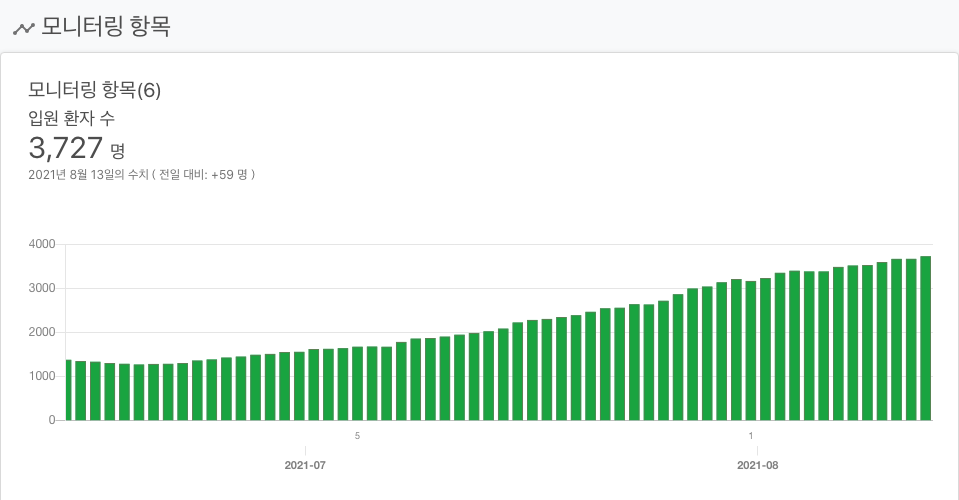 모니터링 항목
모니터링 항목(6)
입원 환자 수
3,727 명
2021년 8월 13일의 수치 ( 전일 대비: +59 명 )
4000
3000
2000
1000
0
5
1
2021-07
2021-08